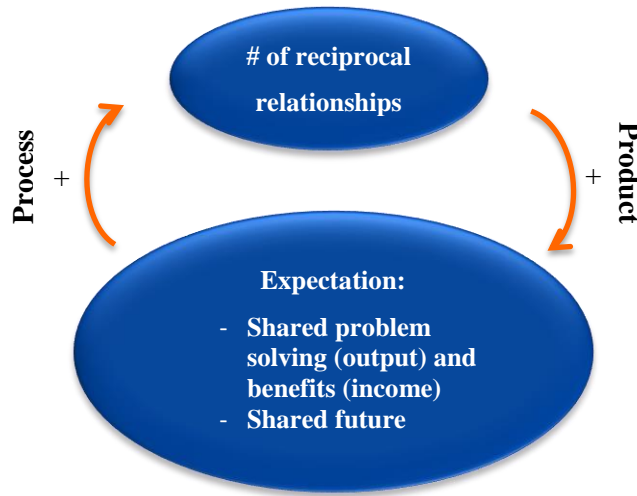 # of reciprocal
relationships
Process
+
+
Product
Expectation:
- Shared problem
solving (output) and
benefits (income)
- Shared future